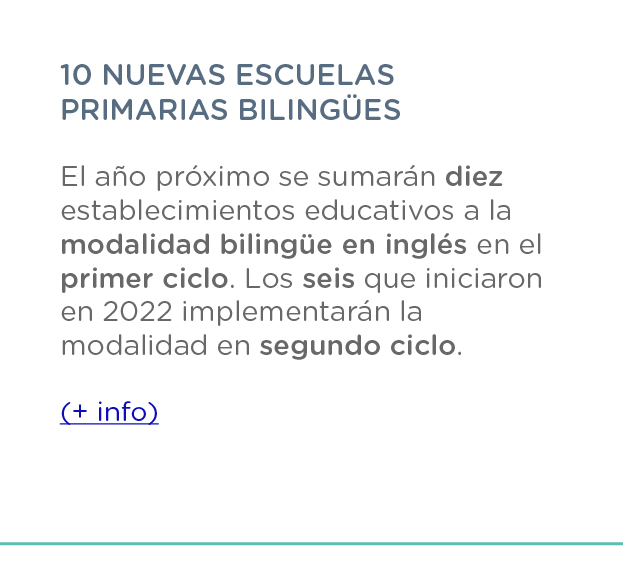 10 NUEVAS ESCUELAS
PRIMARIAS BILINGÜES
El año próximo se sumarán diez
establecimientos educativos a la
modalidad bilingüe en inglés en el
primer ciclo. Los seis que iniciaron
en 2022 implementarán la
modalidad en segundo ciclo.
(+ info)